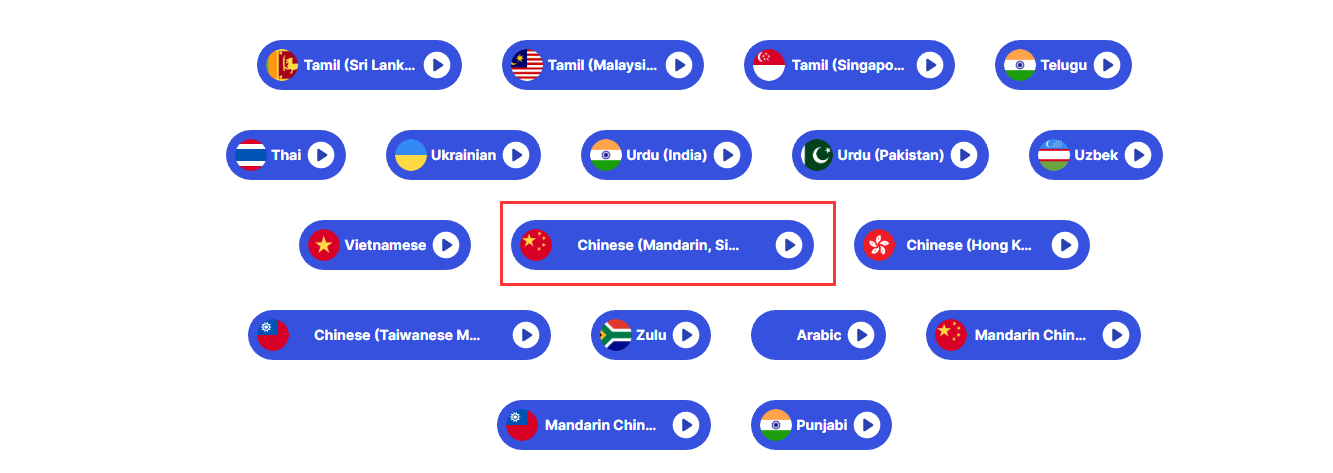 Tamil (Sri Lank...
Tamil (Malaysi...
Tamil (Singapo...
Telugu
Thai
Ukrainian
Urdu (India)
Urdu (Pakistan)
Uzbek
Vietnamese
Chinese (Mandarin, Si...
Chinese (Hong K...
Chinese (Taiwanese M...
Zulu
Arabic
Mandarin Chin...
Mandarin Chin...
Punjabi